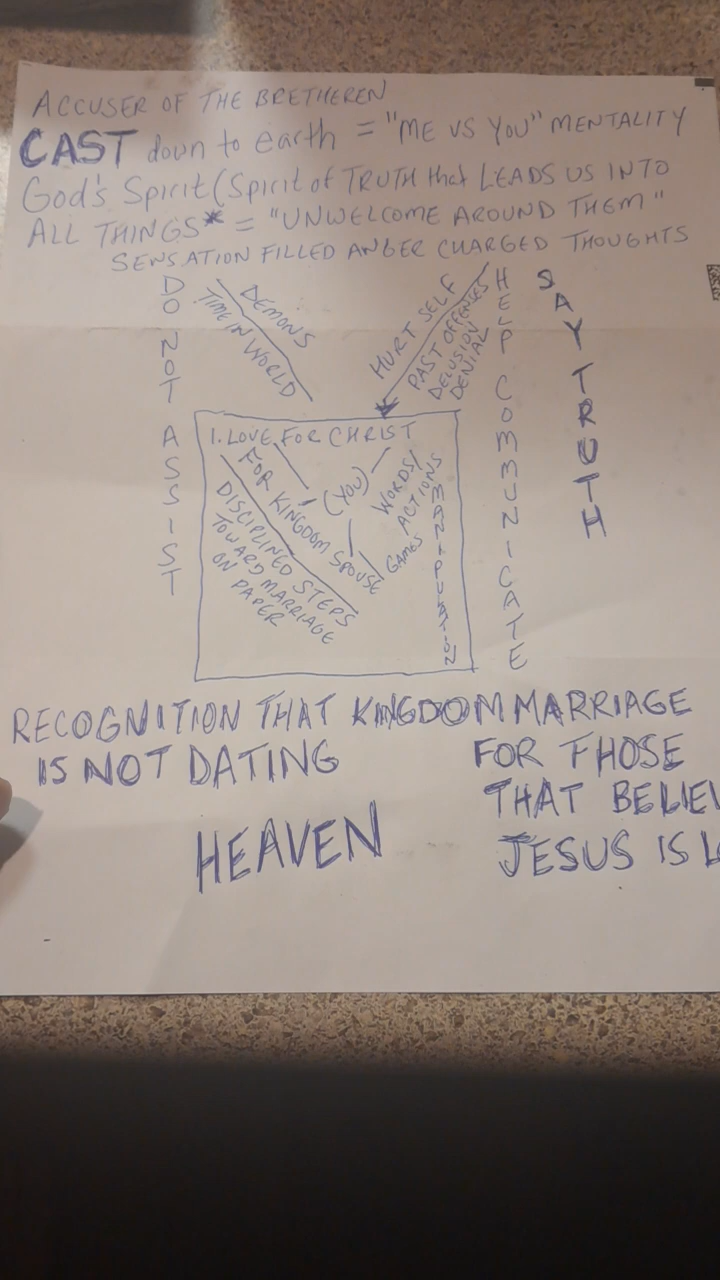 ACCUSER OF THE BRETHEREN
CAST down to earth = "ME VS YOU" MENTALITY
God's Spirit (Spirit of TRUTH that LEADS US INTO
ALL THINGS* = "UNWELCOME AROUND THEM"
SENSATION FILLED ANGER CHARGED THOUGHTS
DO NOT ASSIST
DEMONS
TIME IN WORLD
HURT SELF
PAST OFFENSES
DELUSION
DENIAL
HELP COMMUNICATE
SAY TRUTH
1. LOVE FOR CHRIST
FOR KINGDOM SPOUSE
(YOU)
WORDS/
ACTIONS
GAMES
MANIPULATION
DISCIPLINED STEPS
TOWARD MARRIAGE
ON PAPER
RECOGNITION THAT KINGDOM MARRIAGE
IS NOT DATING
FOR THOSE
THAT BELIEV
JESUS IS L
HEAVEN